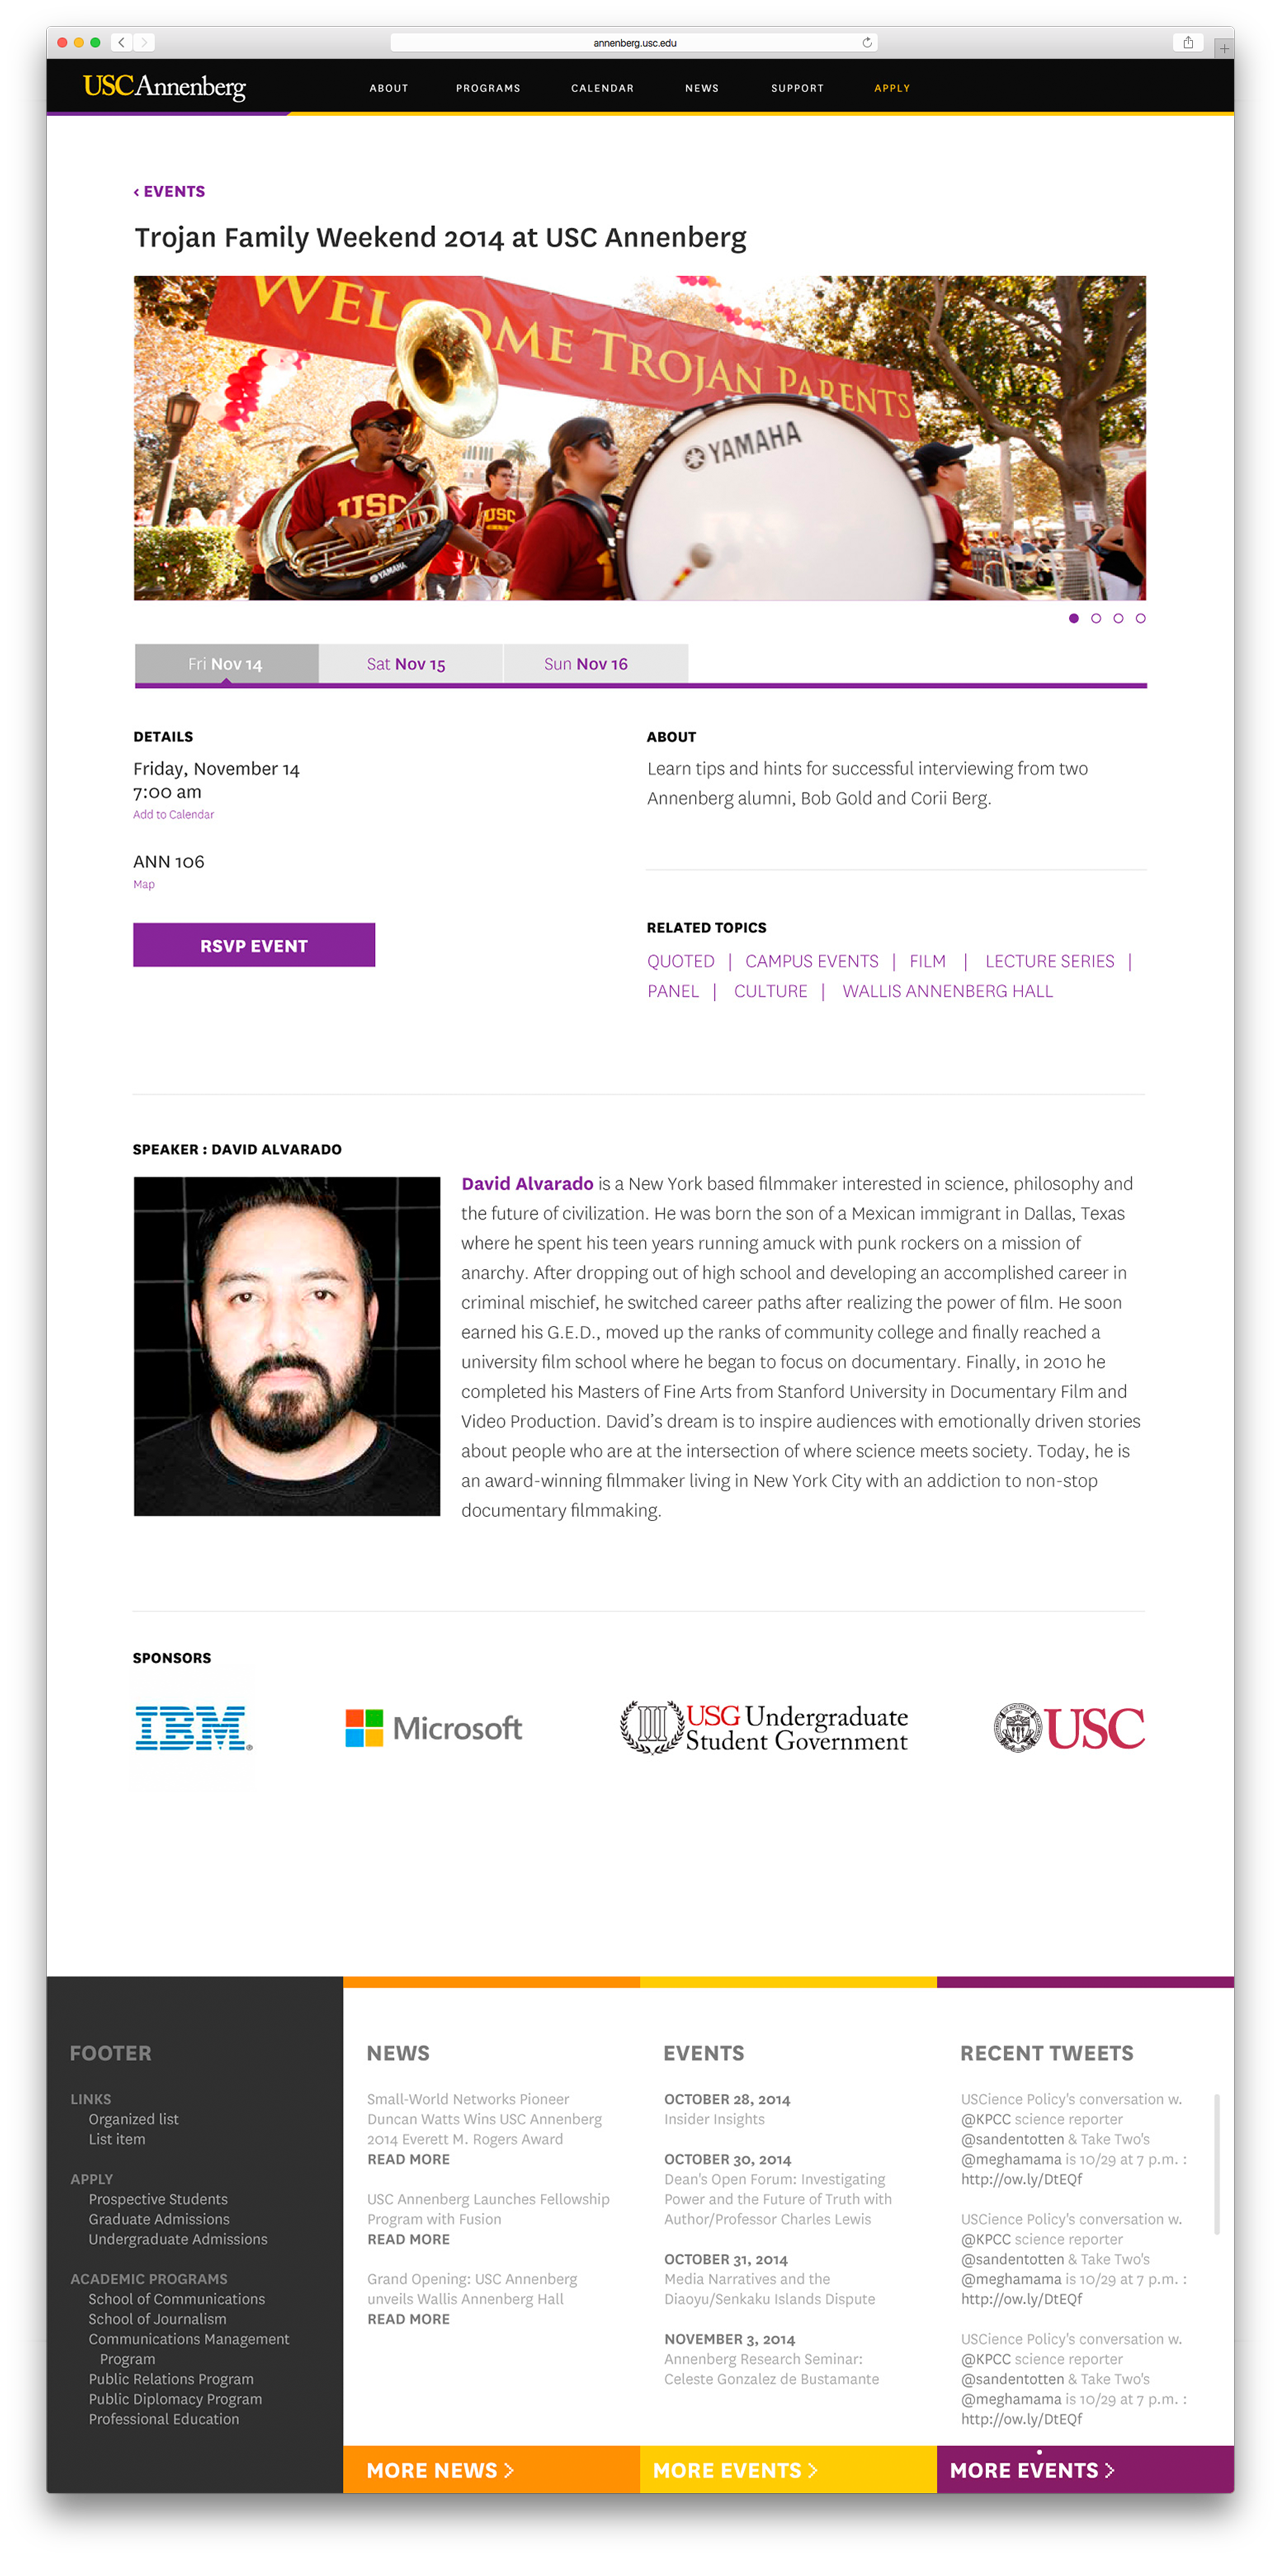 annenberg.usc.edu
USCAnnenberg
ABOUT PROGRAMS CALENDAR NEWS SUPPORT APPLY
‹ EVENTS
Trojan Family Weekend 2014 at USC Annenberg
WELCOME TROJAN PARENTS
YAMAHA
USC
USC
YAMAHA
Fri Nov 14 Sat Nov 15 Sun Nov 16
DETAILS
Friday, November 14
7:00 am
Add to Calendar
ANN 106
Map
RSVP EVENT
ABOUT
Learn tips and hints for successful interviewing from two
Annenberg alumni, Bob Gold and Corii Berg.
RELATED TOPICS
QUOTED | CAMPUS EVENTS | FILM | LECTURE SERIES |
PANEL | CULTURE | WALLIS ANNENBERG HALL
SPEAKER : DAVID ALVARADO
David Alvarado is a New York based filmmaker interested in science, philosophy and
the future of civilization. He was born the son of a Mexican immigrant in Dallas, Texas
where he spent his teen years running amuck with punk rockers on a mission of
anarchy. After dropping out of high school and developing an accomplished career in
criminal mischief, he switched career paths after realizing the power of film. He soon
earned his G.E.D., moved up the ranks of community college and finally reached a
university film school where he began to focus on documentary. Finally, in 2010 he
completed his Masters of Fine Arts from Stanford University in Documentary Film and
Video Production. David's dream is to inspire audiences with emotionally driven stories
about people who are at the intersection of where science meets society. Today, he is
an award-winning filmmaker living in New York City with an addiction to non-stop
documentary filmmaking.
SPONSORS
IBM®
Microsoft
USG Undergraduate
Student Government
USC
FOOTER
LINKS
Organized list
List item
APPLY
Prospective Students
Graduate Admissions
Undergraduate Admissions
ACADEMIC PROGRAMS
School of Communications
School of Journalism
Communications Management
Program
Public Relations Program
Public Diplomacy Program
Professional Education
NEWS
Small-World Networks Pioneer
Duncan Watts Wins USC Annenberg
2014 Everett M. Rogers Award
READ MORE
USC Annenberg Launches Fellowship
Program with Fusion
READ MORE
Grand Opening: USC Annenberg
unveils Wallis Annenberg Hall
READ MORE
MORE NEWS >
EVENTS
OCTOBER 28, 2014
Insider Insights
OCTOBER 30, 2014
Dean's Open Forum: Investigating
Power and the Future of Truth with
Author/Professor Charles Lewis
OCTOBER 31, 2014
Media Narratives and the
Diaoyu/Senkaku Islands Dispute
NOVEMBER 3, 2014
Annenberg Research Seminar:
Celeste Gonzalez de Bustamante
MORE EVENTS >
RECENT TWEETS
USCience Policy's conversation w.
@KPCC science reporter
@sandentotten & Take Two's
@meghamama is 10/29 at 7 p.m. :
http://ow.ly/DtEQf
USCience Policy's conversation w.
@KPCC science reporter
@sandentotten & Take Two's
@meghamama is 10/29 at 7 p.m. :
http://ow.ly/DtEQf
USCience Policy's conversation w.
@KPCC science reporter
@sandentotten & Take Two's
@meghamama is 10/29 at 7 p.m. :
http://ow.ly/DtEQf
MORE EVENTS >